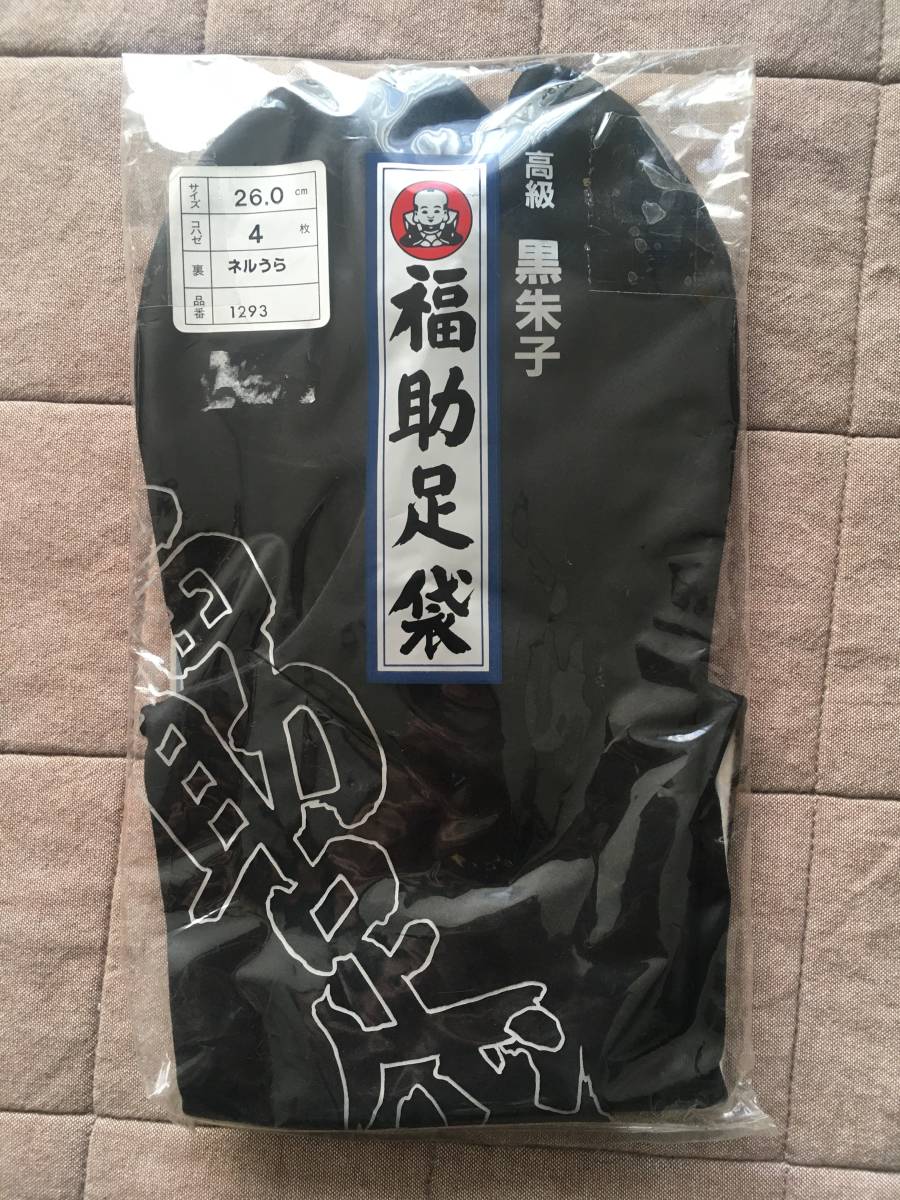 サイズ 26.0 cm
コハゼ 4 枚
裏 ネルうら
品番 1293
高級 黒朱子
福助足袋